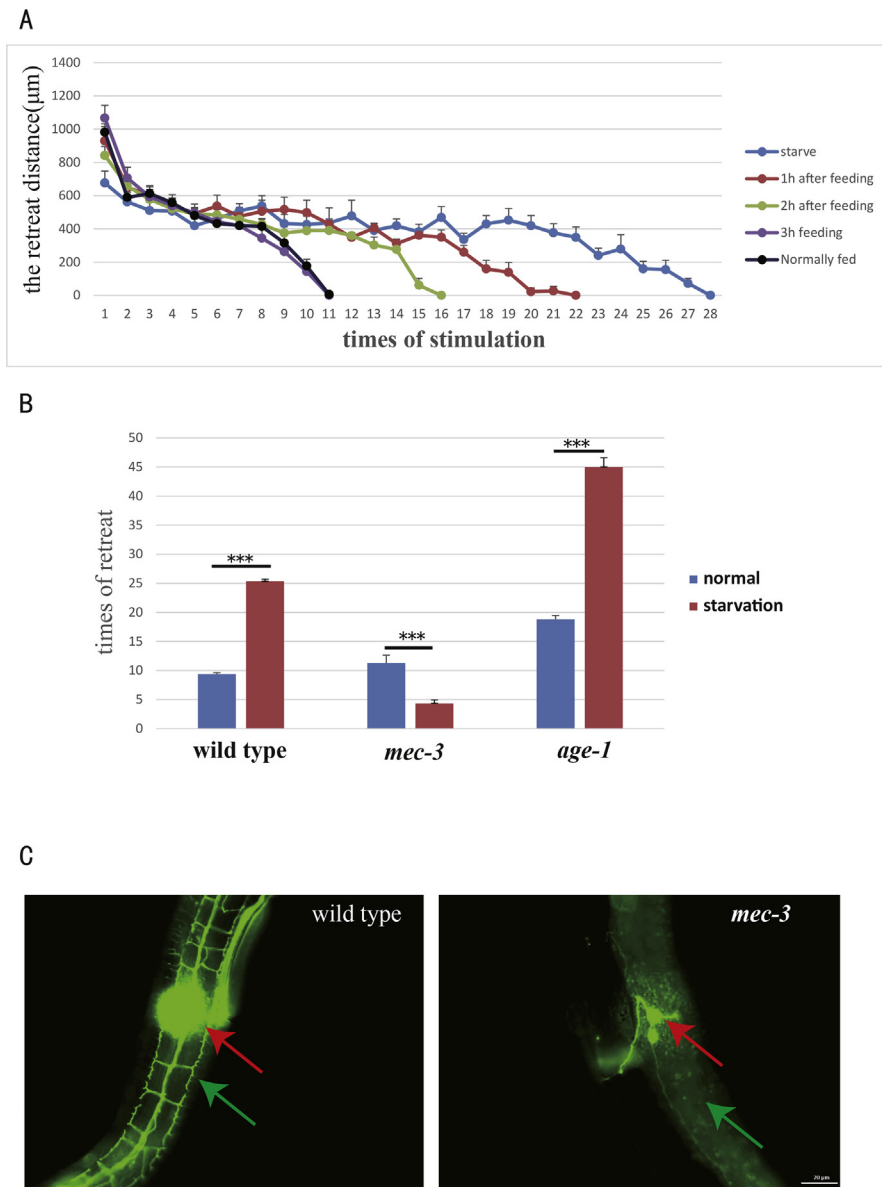 A
the retreat distance(μm)
1400
1200
1000
800
600
400
200
0
1 2 3 4 5 6 7 8 9 10 11 12 13 14 15 16 17 18 19 20 21 22 23 24 25 26 27 28
times of stimulation
starve
1h after feeding
2h after feeding
3h feeding
Normally fed
B
times of retreat
50
45
40
35
30
25
20
15
10
5
0
***
***
***
wild type mec-3 age-1
normal
starvation
C
wild type
mec-3
20 μm